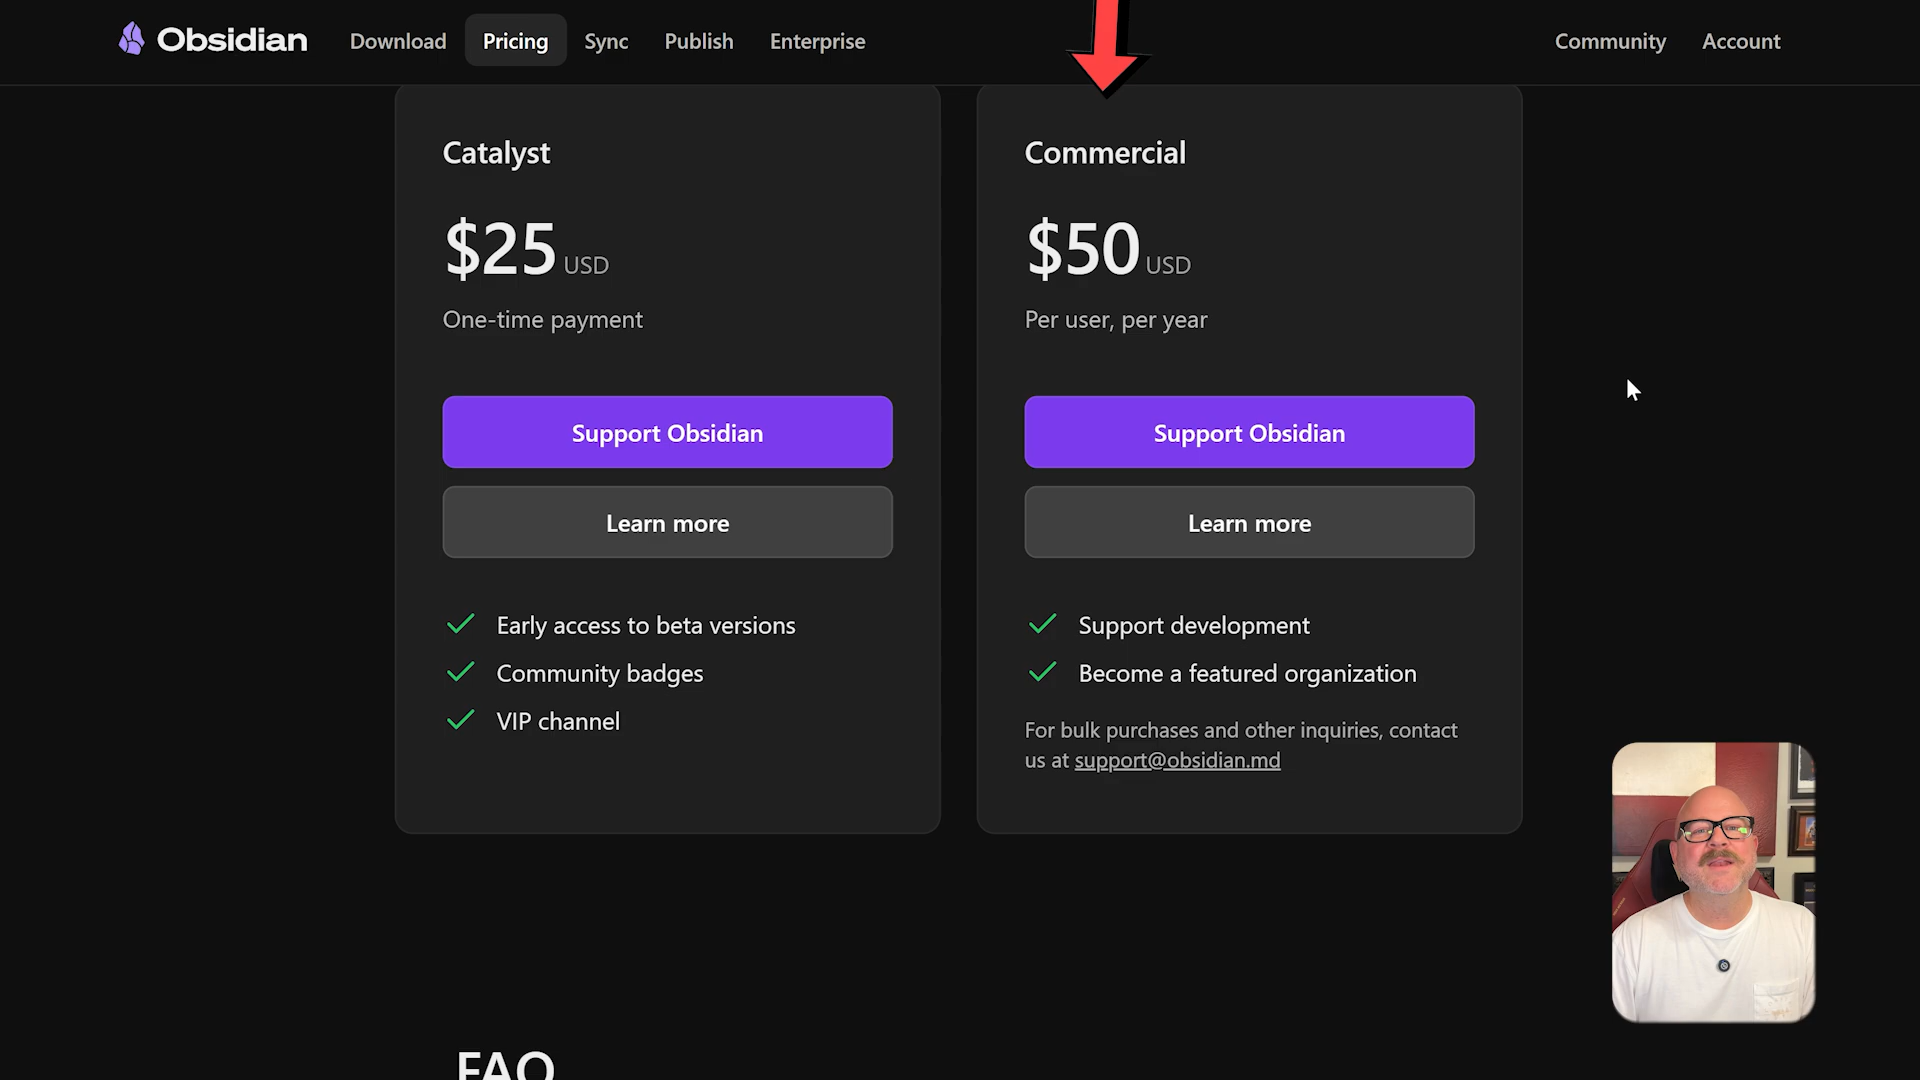 Obsidian Download Pricing Sync Publish Enterprise Community Account
Catalyst
$25 USD
One-time payment
Support Obsidian
Learn more
Early access to beta versions
Community badges
VIP channel
Commercial
$50 USD
Per user, per year
Support Obsidian
Learn more
Support development
Become a featured organization
For bulk purchases and other inquiries, contact
us at support@obsidian.md
FAQ